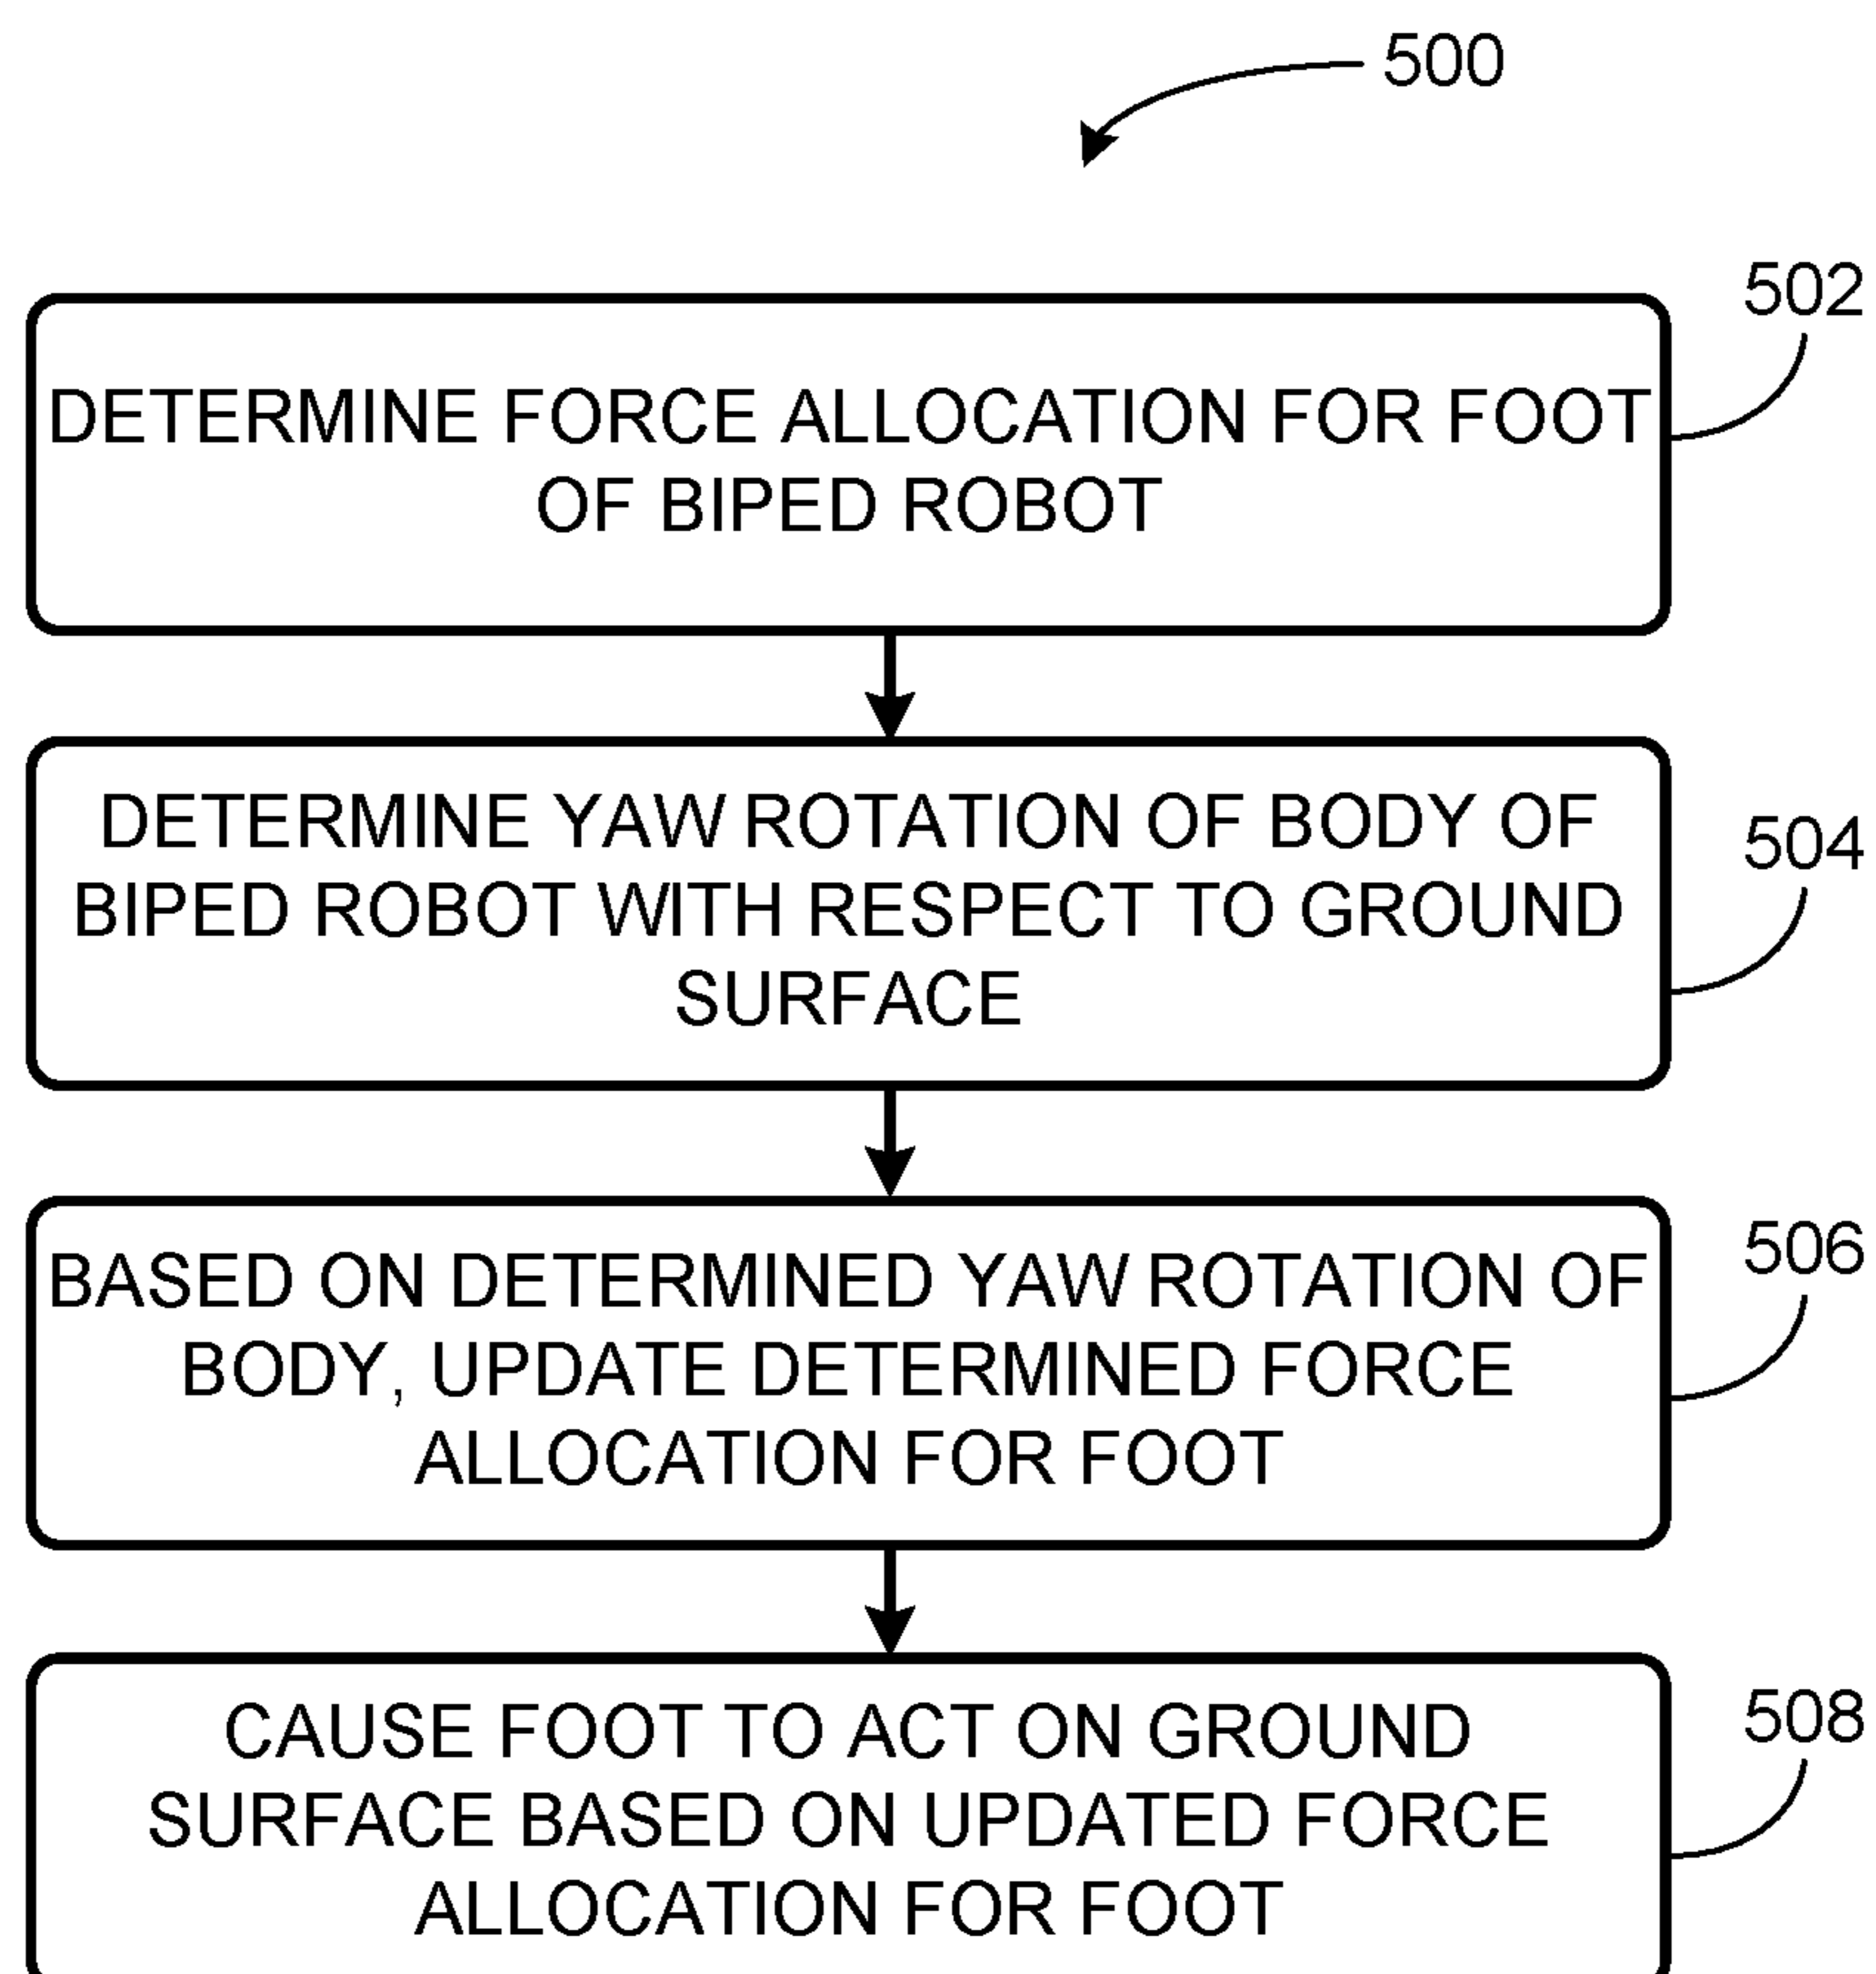 500
502
DETERMINE FORCE ALLOCATION FOR FOOT
OF BIPED ROBOT
504
DETERMINE YAW ROTATION OF BODY OF
BIPED ROBOT WITH RESPECT TO GROUND
SURFACE
506
BASED ON DETERMINED YAW ROTATION OF
BODY, UPDATE DETERMINED FORCE
ALLOCATION FOR FOOT
508
CAUSE FOOT TO ACT ON GROUND
SURFACE BASED ON UPDATED FORCE
ALLOCATION FOR FOOT